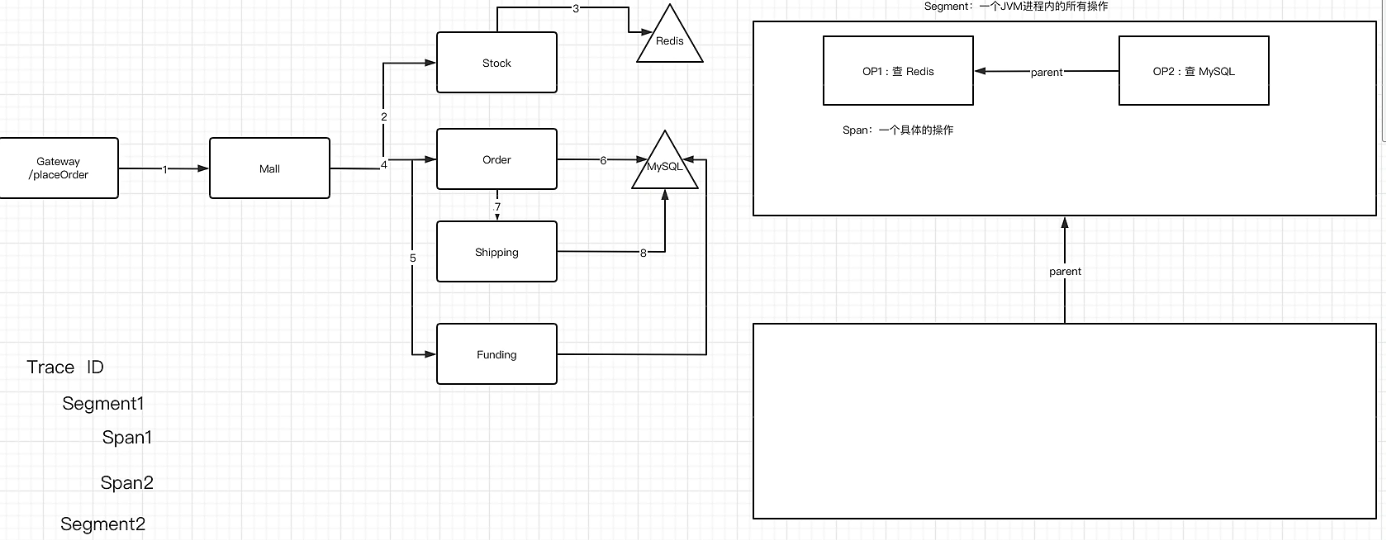 3
Redis
Stock
2
Gateway
/placeOrder
1
Mall
4
Order
6
MySQL
7
Shipping
8
5
Funding
Trace ID
Segment1
Span1
Span2
Segment2
Segment：一个JVM进程内的所有操作
OP1：查 Redis
parent
OP2：查 MySQL
Span：一个具体的操作
parent